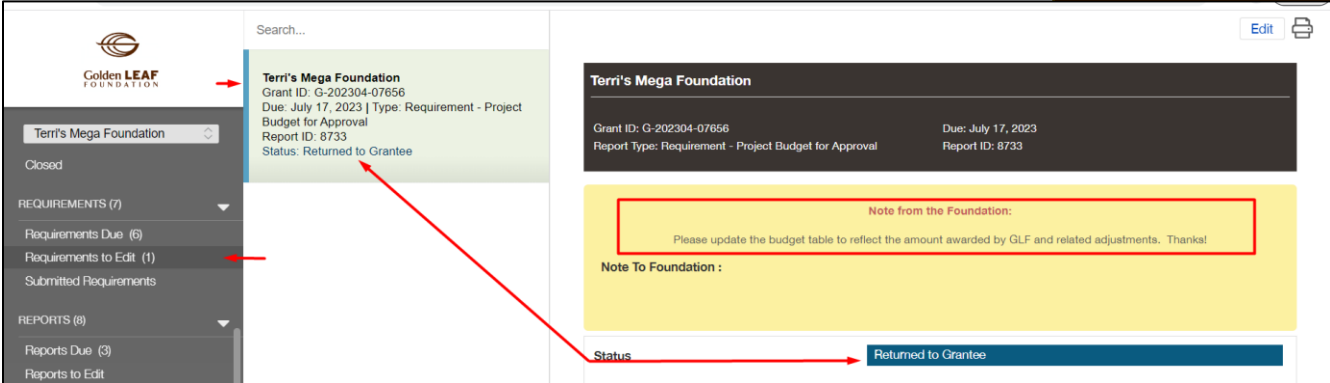 Golden LEAF
FOUNDATION
Terri's Mega Foundation
Closed
REQUIREMENTS (7)
Requirements Due (6)
Requirements to Edit (1)
Submitted Requirements
REPORTS (8)
Reports Due (3)
Reports to Edit
Search...
Terri's Mega Foundation
Grant ID: G-202304-07656
Due: July 17, 2023 | Type: Requirement - Project
Budget for Approval
Report ID: 8733
Status: Returned to Grantee
Edit
Terri's Mega Foundation
Grant ID: G-202304-07656
Due: July 17, 2023
Report Type: Requirement - Project Budget for Approval
Report ID: 8733
Note from the Foundation:
Please update the budget table to reflect the amount awarded by GLF and related adjustments. Thanks!
Note To Foundation :
Status
Returned to Grantee